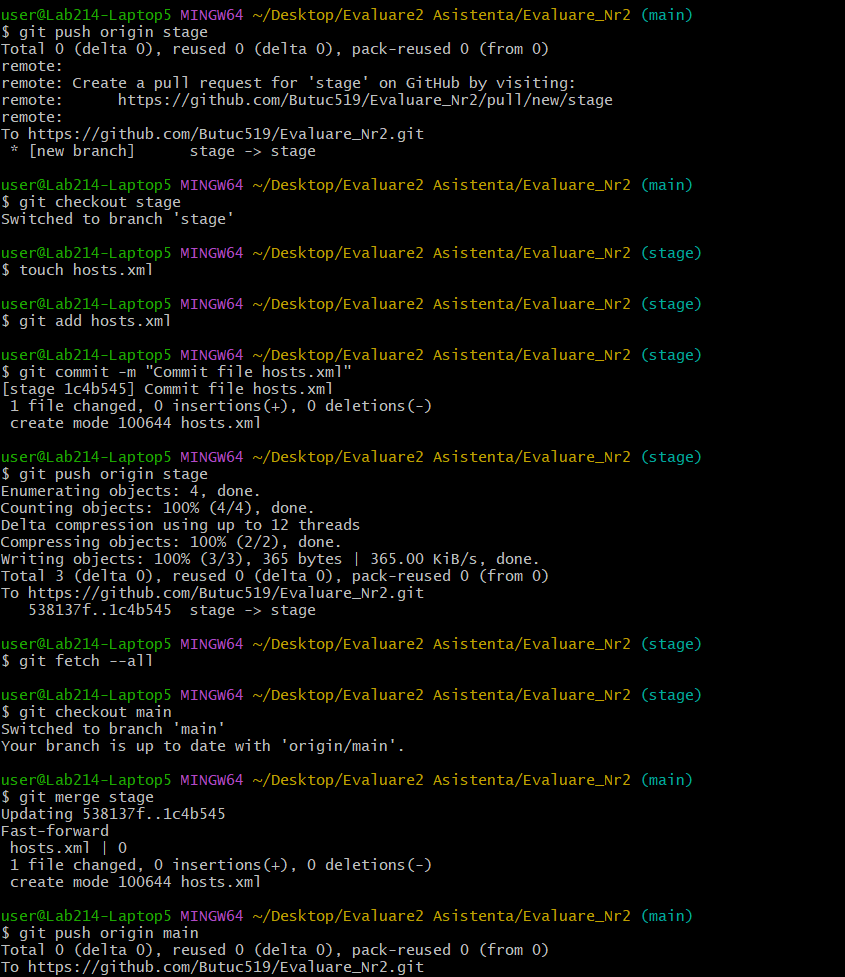 user@Lab214-Laptop5 MINGW64 ~/Desktop/Evaluare2 Asistenta/Evaluare_Nr2 (main)
$ git push origin stage
Total 0 (delta 0), reused 0 (delta 0), pack-reused 0 (from 0)
remote:
remote: Create a pull request for 'stage' on GitHub by visiting:
remote:      https://github.com/Butuc519/Evaluare_Nr2/pull/new/stage
remote:
To https://github.com/Butuc519/Evaluare_Nr2.git
 * [new branch]      stage -> stage
user@Lab214-Laptop5 MINGW64 ~/Desktop/Evaluare2 Asistenta/Evaluare_Nr2 (main)
$ git checkout stage
Switched to branch 'stage'
user@Lab214-Laptop5 MINGW64 ~/Desktop/Evaluare2 Asistenta/Evaluare_Nr2 (stage)
$ touch hosts.xml
user@Lab214-Laptop5 MINGW64 ~/Desktop/Evaluare2 Asistenta/Evaluare_Nr2 (stage)
$ git add hosts.xml
user@Lab214-Laptop5 MINGW64 ~/Desktop/Evaluare2 Asistenta/Evaluare_Nr2 (stage)
$ git commit -m "Commit file hosts.xml"
[stage 1c4b545] Commit file hosts.xml
 1 file changed, 0 insertions(+), 0 deletions(-)
 create mode 100644 hosts.xml
user@Lab214-Laptop5 MINGW64 ~/Desktop/Evaluare2 Asistenta/Evaluare_Nr2 (stage)
$ git push origin stage
Enumerating objects: 4, done.
Counting objects: 100% (4/4), done.
Delta compression using up to 12 threads
Compressing objects: 100% (2/2), done.
Writing objects: 100% (3/3), 365 bytes | 365.00 KiB/s, done.
Total 3 (delta 0), reused 0 (delta 0), pack-reused 0 (from 0)
To https://github.com/Butuc519/Evaluare_Nr2.git
   538137f..1c4b545  stage -> stage
user@Lab214-Laptop5 MINGW64 ~/Desktop/Evaluare2 Asistenta/Evaluare_Nr2 (stage)
$ git fetch --all
user@Lab214-Laptop5 MINGW64 ~/Desktop/Evaluare2 Asistenta/Evaluare_Nr2 (stage)
$ git checkout main
Switched to branch 'main'
Your branch is up to date with 'origin/main'.
user@Lab214-Laptop5 MINGW64 ~/Desktop/Evaluare2 Asistenta/Evaluare_Nr2 (main)
$ git merge stage
Updating 538137f..1c4b545
Fast-forward
 hosts.xml | 0
 1 file changed, 0 insertions(+), 0 deletions(-)
 create mode 100644 hosts.xml
user@Lab214-Laptop5 MINGW64 ~/Desktop/Evaluare2 Asistenta/Evaluare_Nr2 (main)
$ git push origin main
Total 0 (delta 0), reused 0 (delta 0), pack-reused 0 (from 0)
To https://github.com/Butuc519/Evaluare_Nr2.git